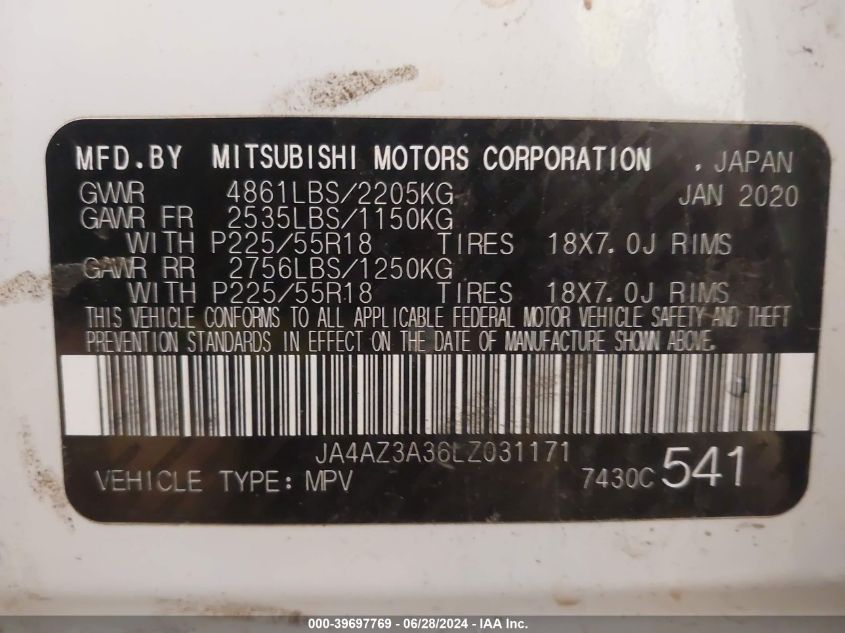 MFD.BY MITSUBISHI MOTORS CORPORATION , JAPAN
GVWR 4861LBS/2205KG JAN 2020
GAWR FR 2535LBS/1150KG
WITH P225/55R18 TIRES 18X7.0J RIMS
GAWR RR 2756LBS/1250KG
WITH P225/55R18 TIRES 18X7.0J RIMS
THIS VEHICLE CONFORMS TO ALL APPLICABLE FEDERAL MOTOR VEHICLE SAFETY AND THEFT
PREVENTION STANDARDS IN EFFECT ON THE DATE OF MANUFACTURE SHOWN ABOVE.
JA4AZ3A36LZ031171
VEHICLE TYPE: MPV 7430C 541
000-39697769 / 06/28/2024 - IAA Inc.